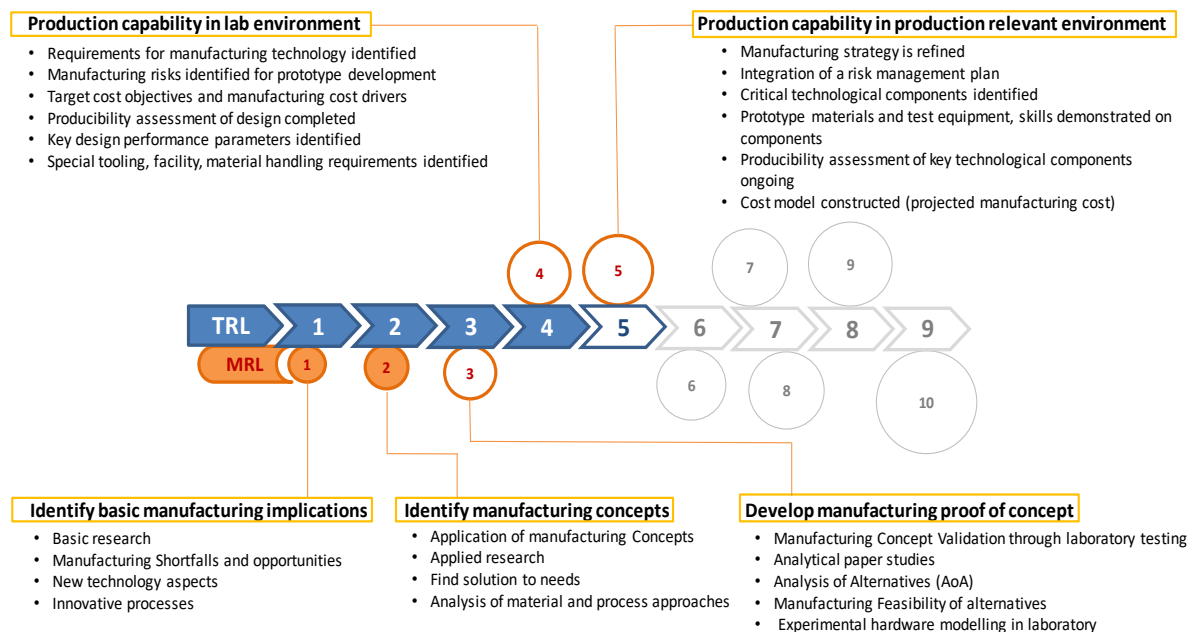 Production capability in lab environment
• Requirements for manufacturing technology identified
• Manufacturing risks identified for prototype development
• Target cost objectives and manufacturing cost drivers
• Producibility assessment of design completed
• Key design performance parameters identified
• Special tooling, facility, material handling requirements identified
Production capability in production relevant environment
• Manufacturing strategy is refined
• Integration of a risk management plan
• Critical technological components identified
• Prototype materials and test equipment, skills demonstrated on
components
• Producibility assessment of key technological components
ongoing
• Cost model constructed (projected manufacturing cost)
4
5
7
9
TRL
1
2
3
4
5
6
7
8
9
MRL
1
2
3
6
8
10
Identify basic manufacturing implications
• Basic research
• Manufacturing Shortfalls and opportunities
• New technology aspects
• Innovative processes
Identify manufacturing concepts
• Application of manufacturing Concepts
• Applied research
• Find solution to needs
• Analysis of material and process approaches
Develop manufacturing proof of concept
• Manufacturing Concept Validation through laboratory testing
• Analytical paper studies
• Analysis of Alternatives (AoA)
• Manufacturing Feasibility of alternatives
• Experimental hardware modelling in laboratory